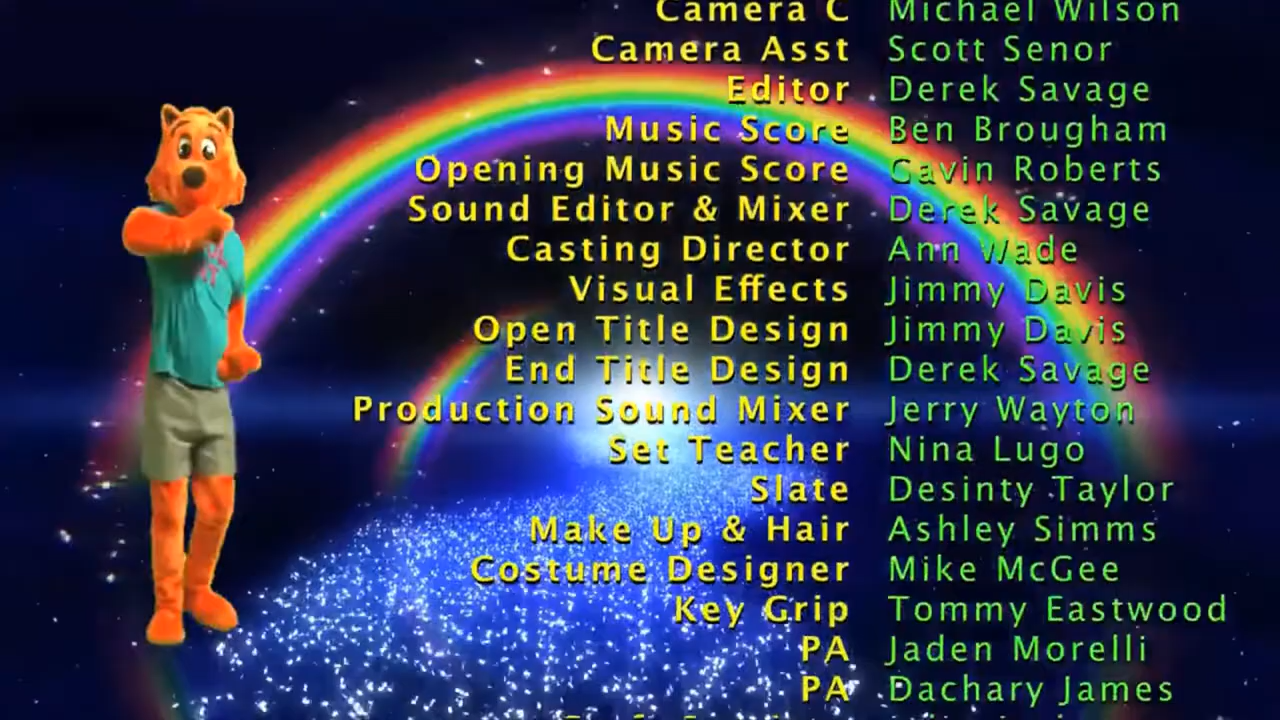 Camera C Michael Wilson
Camera Asst Scott Senor
Editor Derek Savage
Music Score Ben Brougham
Opening Music Score Gavin Roberts
Sound Editor & Mixer Derek Savage
Casting Director Ann Wade
Visual Effects Jimmy Davis
Open Title Design Jimmy Davis
End Title Design Derek Savage
Production Sound Mixer Jerry Wayton
Set Teacher Nina Lugo
Slate Desinty Taylor
Make Up & Hair Ashley Simms
Costume Designer Mike McGee
Key Grip Tommy Eastwood
PA Jaden Morelli
PA Dachary James